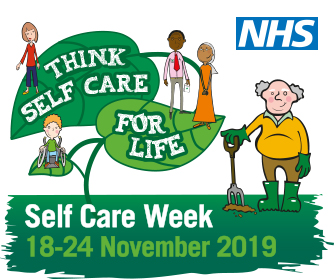 NHS
THINK
SELF CARE
FOR
LIFE
Self Care Week
18-24 November 2019